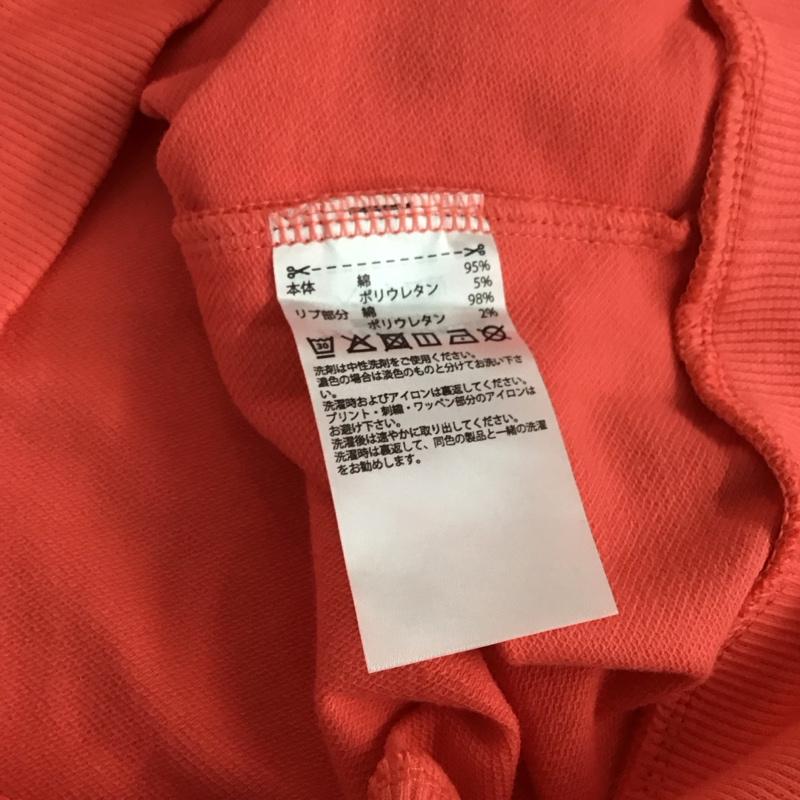 本体 綿 95%
ポリウレタン 5%
リブ部分 綿 98%
ポリウレタン 2%
30
洗剤は中性洗剤をご使用ください。
濃色の場合は淡色のものと分けてお洗い下さ
い。
洗濯時およびアイロンは裏返してください。
プリント・刺繍・ワッペン部分のアイロンは
お避け下さい。
洗濯後は速やかに取り出してください。
洗濯時は裏返して、同色の製品と一緒の洗濯
をお勧めします。